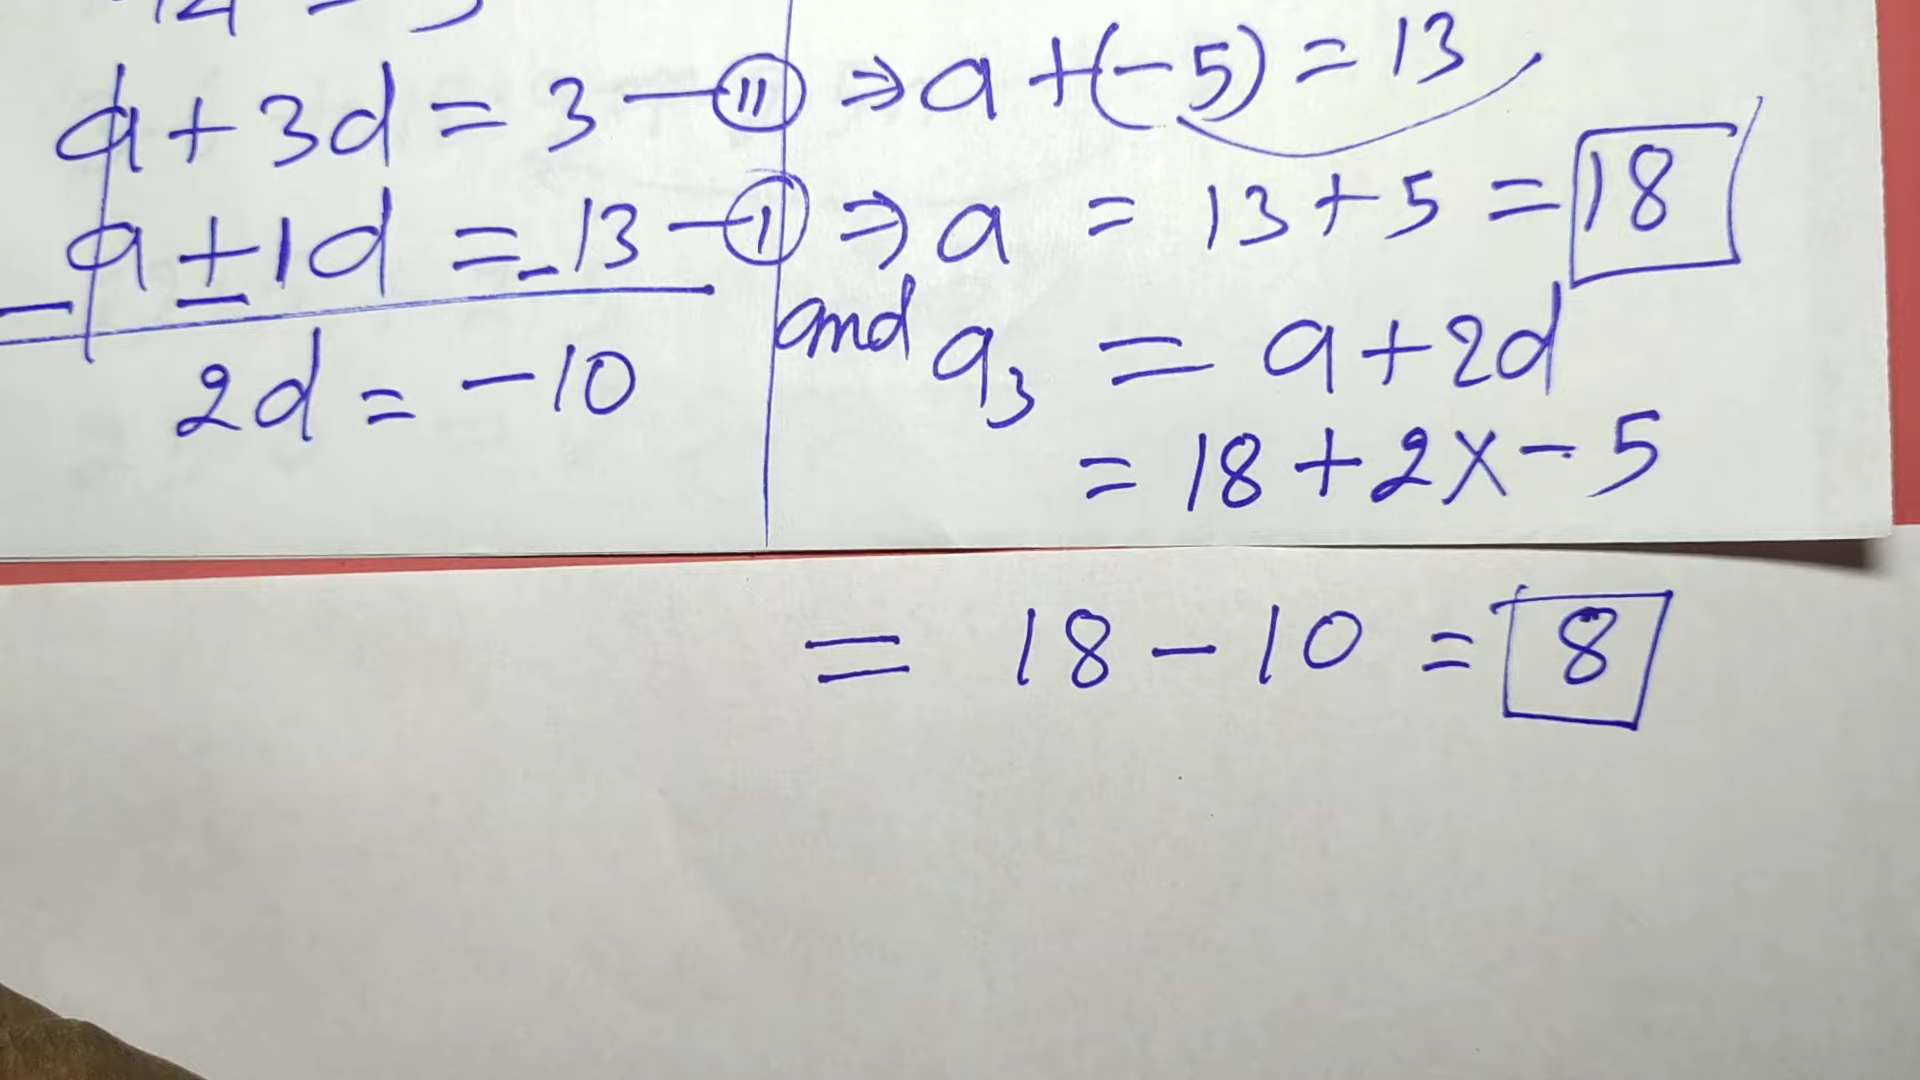 a + 3d = 3 — (II)
a + 1d = 13 — (I)
− − −
2d = -10
⇒ a + (-5) = 13
⇒ a = 13 + 5 = 18
and a₃ = a + 2d
= 18 + 2 x - 5
= 18 - 10 = 8